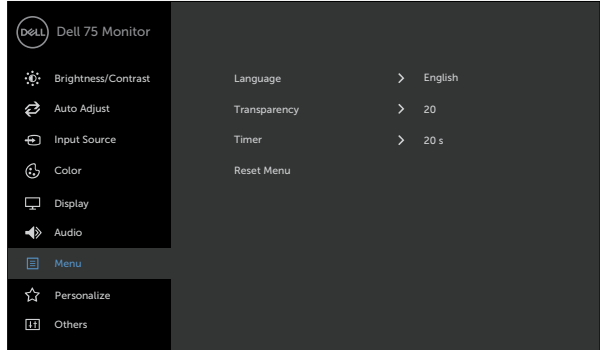 DELL Dell 75 Monitor
Brightness/Contrast
Auto Adjust
Input Source
Color
Display
Audio
Menu
Personalize
Others
Language > English
Transparency > 20
Timer > 20 s
Reset Menu